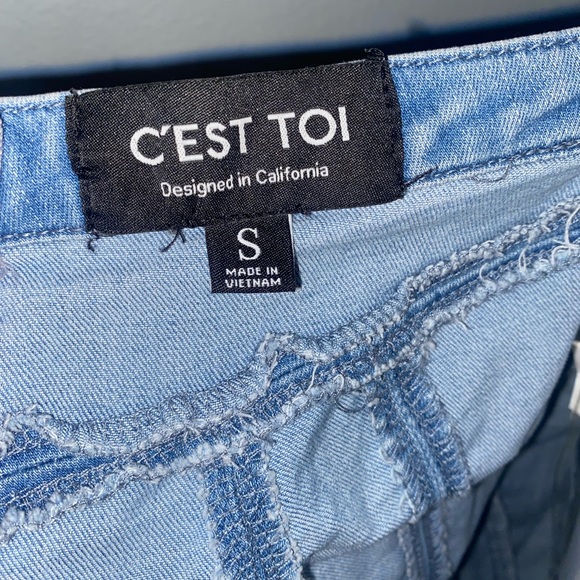 C'EST TOI
Designed in California
S
MADE IN
VIETNAM